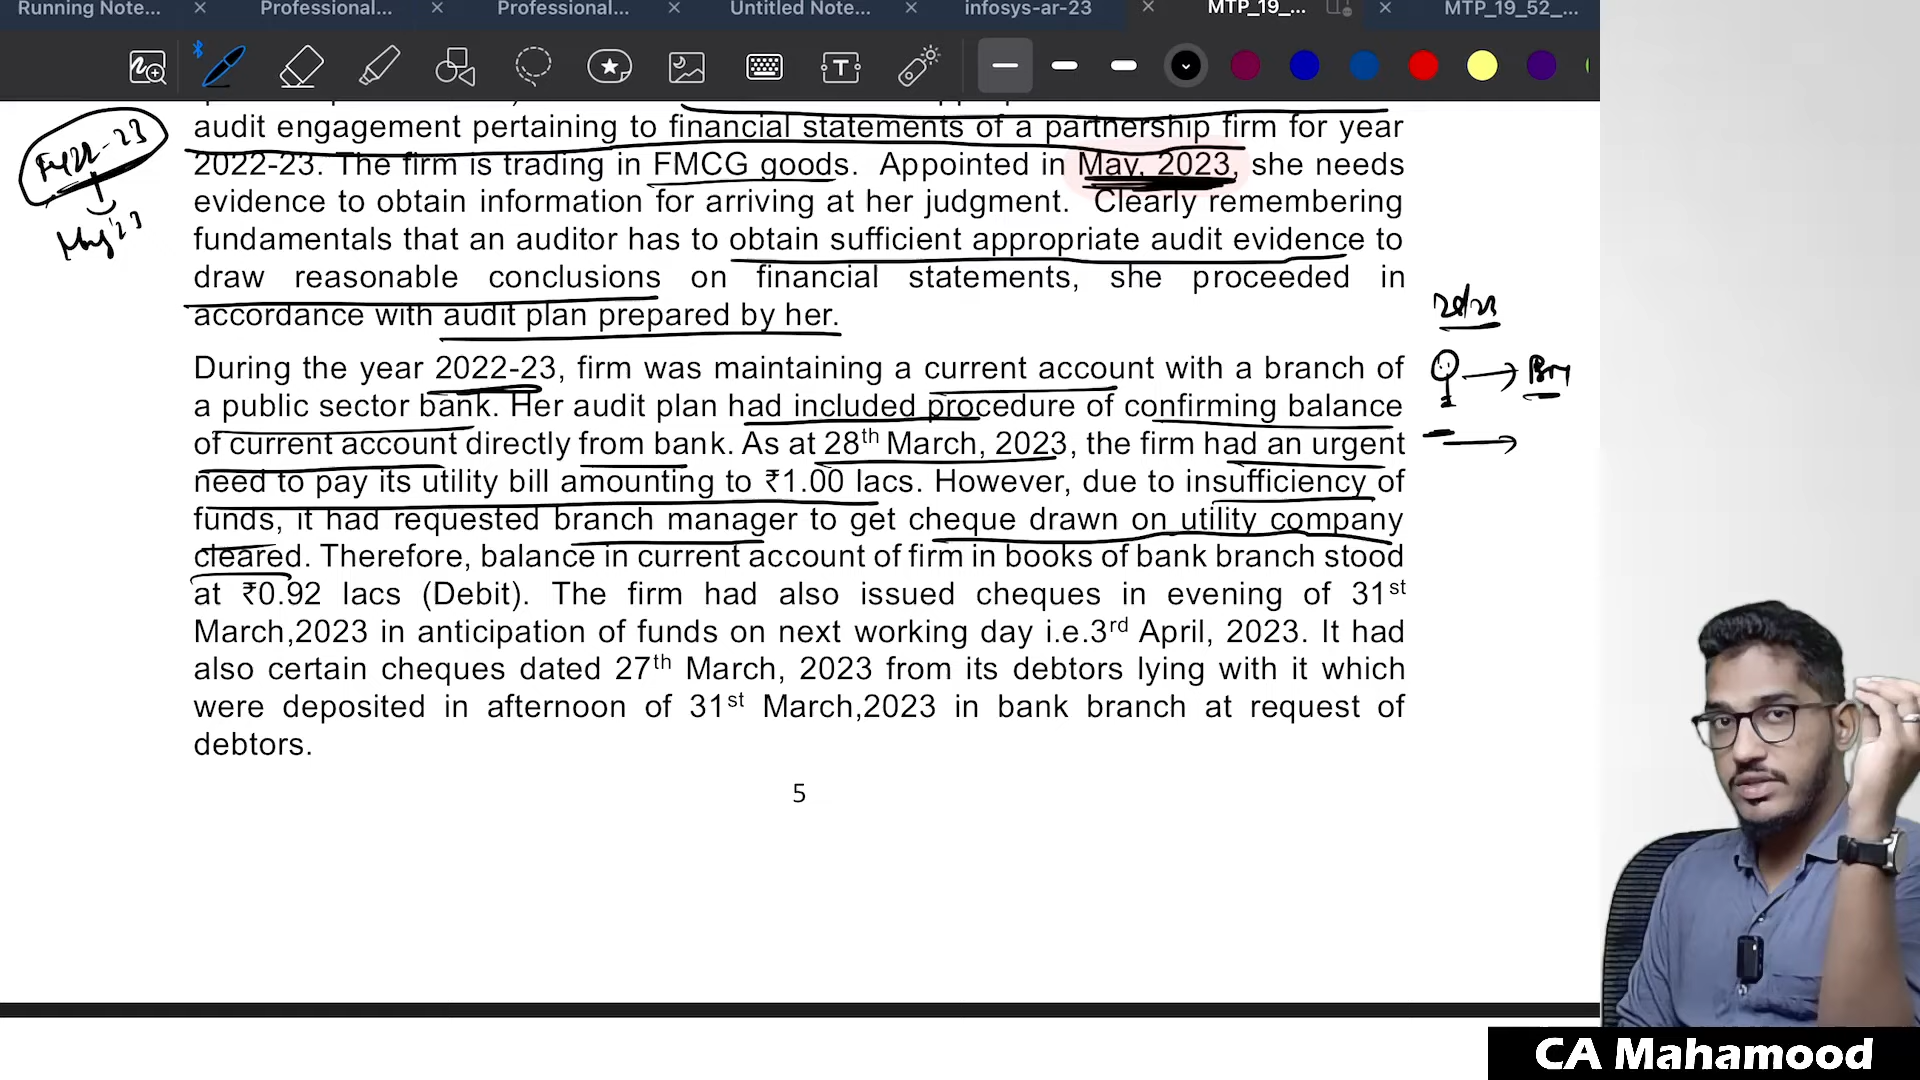 Running Note...
Professional...
Professional...
Untitled Note...
infosys-ar-23
MTP_19_...
MTP_19_52_...
audit engagement pertaining to financial statements of a partnership firm for year
2022-23. The firm is trading in FMCG goods. Appointed in May, 2023, she needs
evidence to obtain information for arriving at her judgment. Clearly remembering
fundamentals that an auditor has to obtain sufficient appropriate audit evidence to
draw reasonable conclusions on financial statements, she proceeded in
accordance with audit plan prepared by her.
During the year 2022-23, firm was maintaining a current account with a branch of
a public sector bank. Her audit plan had included procedure of confirming balance
of current account directly from bank. As at 28th March, 2023, the firm had an urgent
need to pay its utility bill amounting to ₹1.00 lacs. However, due to insufficiency of
funds, it had requested branch manager to get cheque drawn on utility company
cleared. Therefore, balance in current account of firm in books of bank branch stood
at ₹0.92 lacs (Debit). The firm had also issued cheques in evening of 31st
March,2023 in anticipation of funds on next working day i.e.3rd April, 2023. It had
also certain cheques dated 27th March, 2023 from its debtors lying with it which
were deposited in afternoon of 31st March,2023 in bank branch at request of
debtors.
5
FY22-23
May'23
CA Mahamood